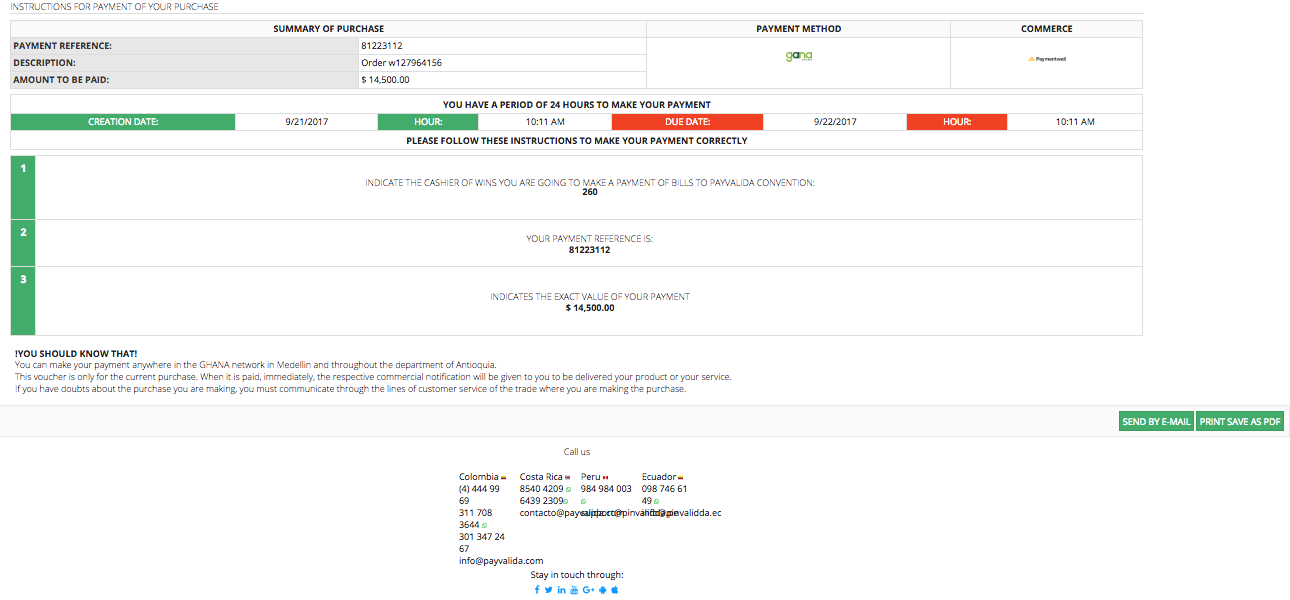 INSTRUCTIONS FOR PAYMENT OF YOUR PURCHASE
SUMMARY OF PURCHASE PAYMENT METHOD COMMERCE
PAYMENT REFERENCE: 81223112
DESCRIPTION: Order w127964156
AMOUNT TO BE PAID: $ 14,500.00
gana
Paymentwall
YOU HAVE A PERIOD OF 24 HOURS TO MAKE YOUR PAYMENT
CREATION DATE: 9/21/2017 HOUR: 10:11 AM DUE DATE: 9/22/2017 HOUR: 10:11 AM
PLEASE FOLLOW THESE INSTRUCTIONS TO MAKE YOUR PAYMENT CORRECTLY
1
INDICATE THE CASHIER OF WINS YOU ARE GOING TO MAKE A PAYMENT OF BILLS TO PAYVALIDA CONVENTION:
260
2
YOUR PAYMENT REFERENCE IS:
81223112
3
INDICATES THE EXACT VALUE OF YOUR PAYMENT
$ 14,500.00
!YOU SHOULD KNOW THAT!
You can make your payment anywhere in the GHANA network in Medellin and throughout the department of Antioquia.
This voucher is only for the current purchase. When it is paid, immediately, the respective commercial notification will be given to you to be delivered your product or your service.
If you have doubts about the purchase you are making, you must communicate through the lines of customer service of the trade where you are making the purchase.
SEND BY E-MAIL PRINT SAVE AS PDF
Call us
Colombia
(4) 444 99
69
311 708
3644
301 347 24
67
info@payvalida.com
Costa Rica
8540 4209
6439 2309
Peru
984 984 003
Ecuador
098 746 61
49
Stay in touch through: